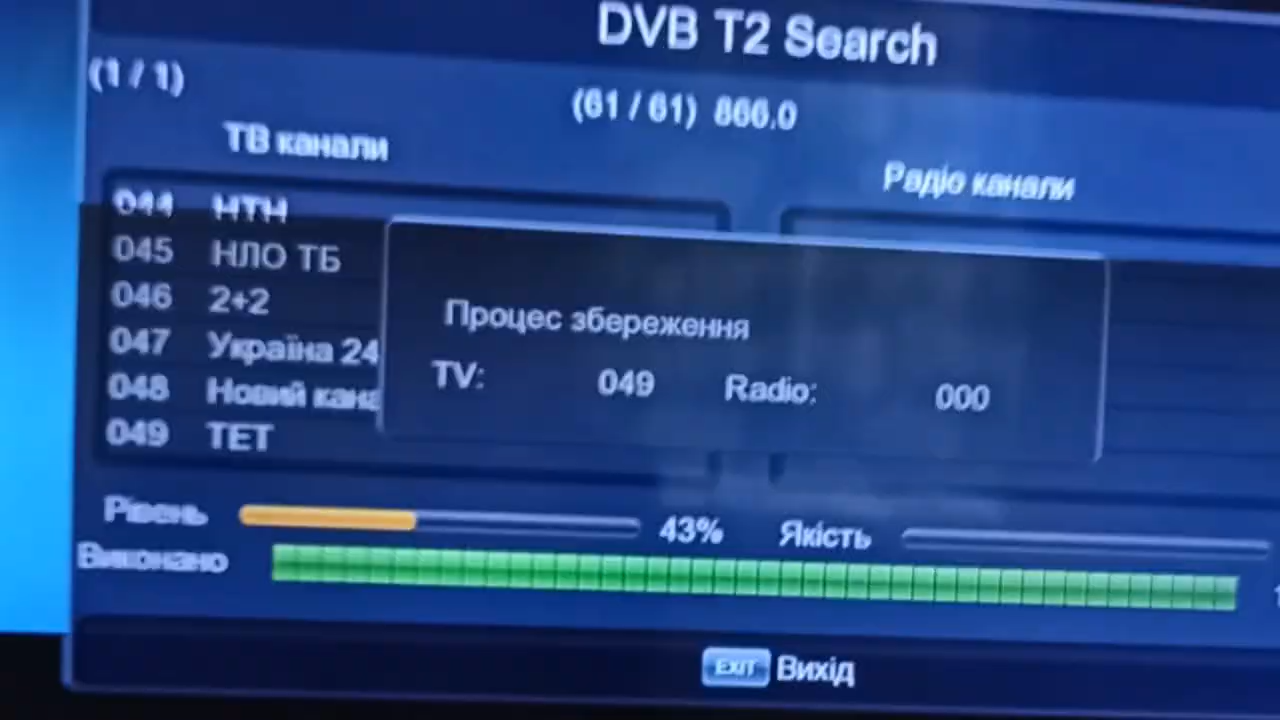 DVB T2 Search
(1 / 1)
(61 / 61) 866.0
ТВ канали
Радіо канали
044 НТН
045 НЛО ТБ
046 2+2
047 Україна 24
048 Новий кана
049 ТЕТ
Процес збереження
TV: 049 Radio: 000
Рівень 43% Якість
Виконано
EXIT Вихід